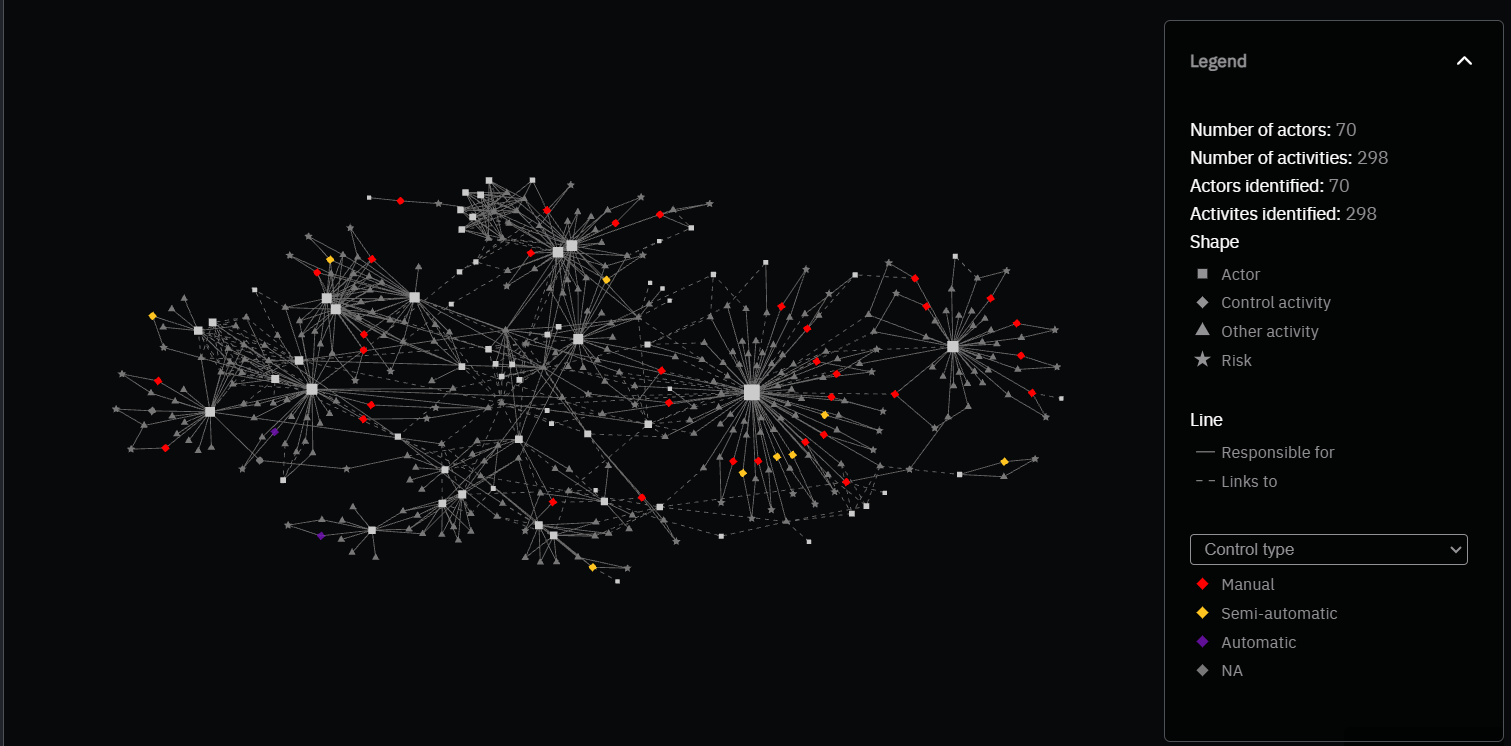 Legend
Number of actors: 70
Number of activities: 298
Actors identified: 70
Activites identified: 298
Shape
Actor
Control activity
Other activity
Risk
Line
Responsible for
Links to
Control type
Manual
Semi-automatic
Automatic
NA